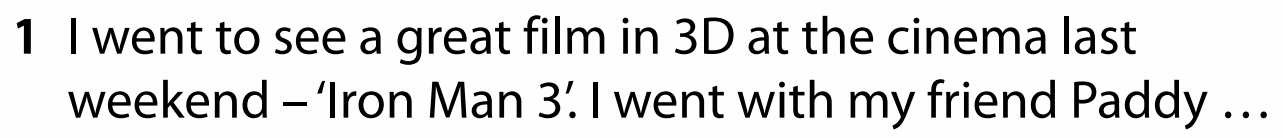 1 I went to see a great film in 3D at the cinema last
weekend – ‘Iron Man 3’. I went with my friend Paddy …